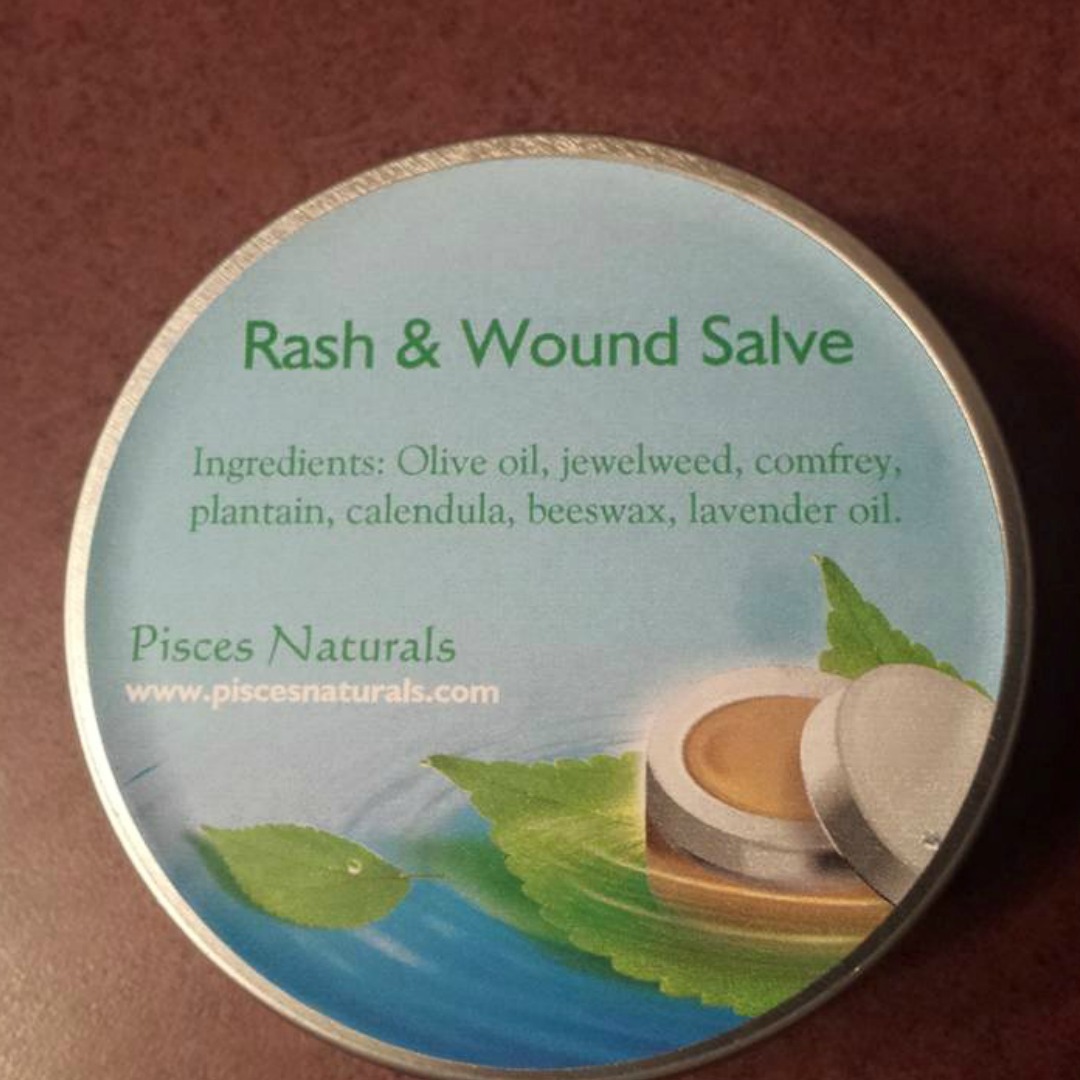 Rash & Wound Salve
Ingredients: Olive oil, jewelweed, comfrey,
plantain, calendula, beeswax, lavender oil.
Pisces Naturals
www.piscesnaturals.com